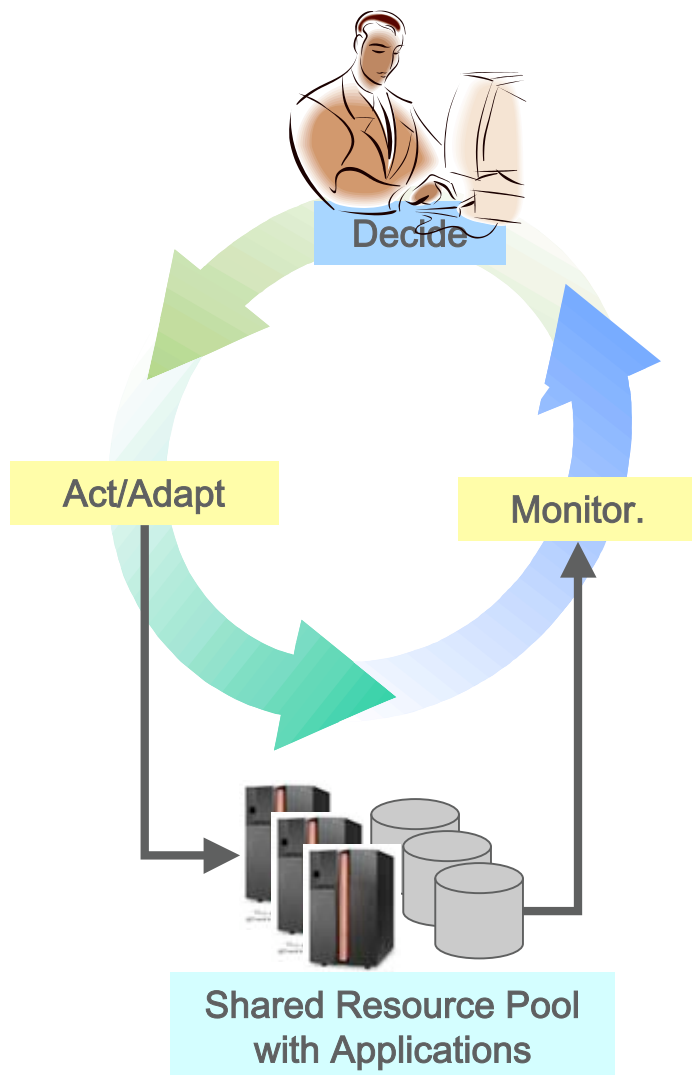 Decide
Act/Adapt
Monitor.
Shared Resource Pool
with Applications